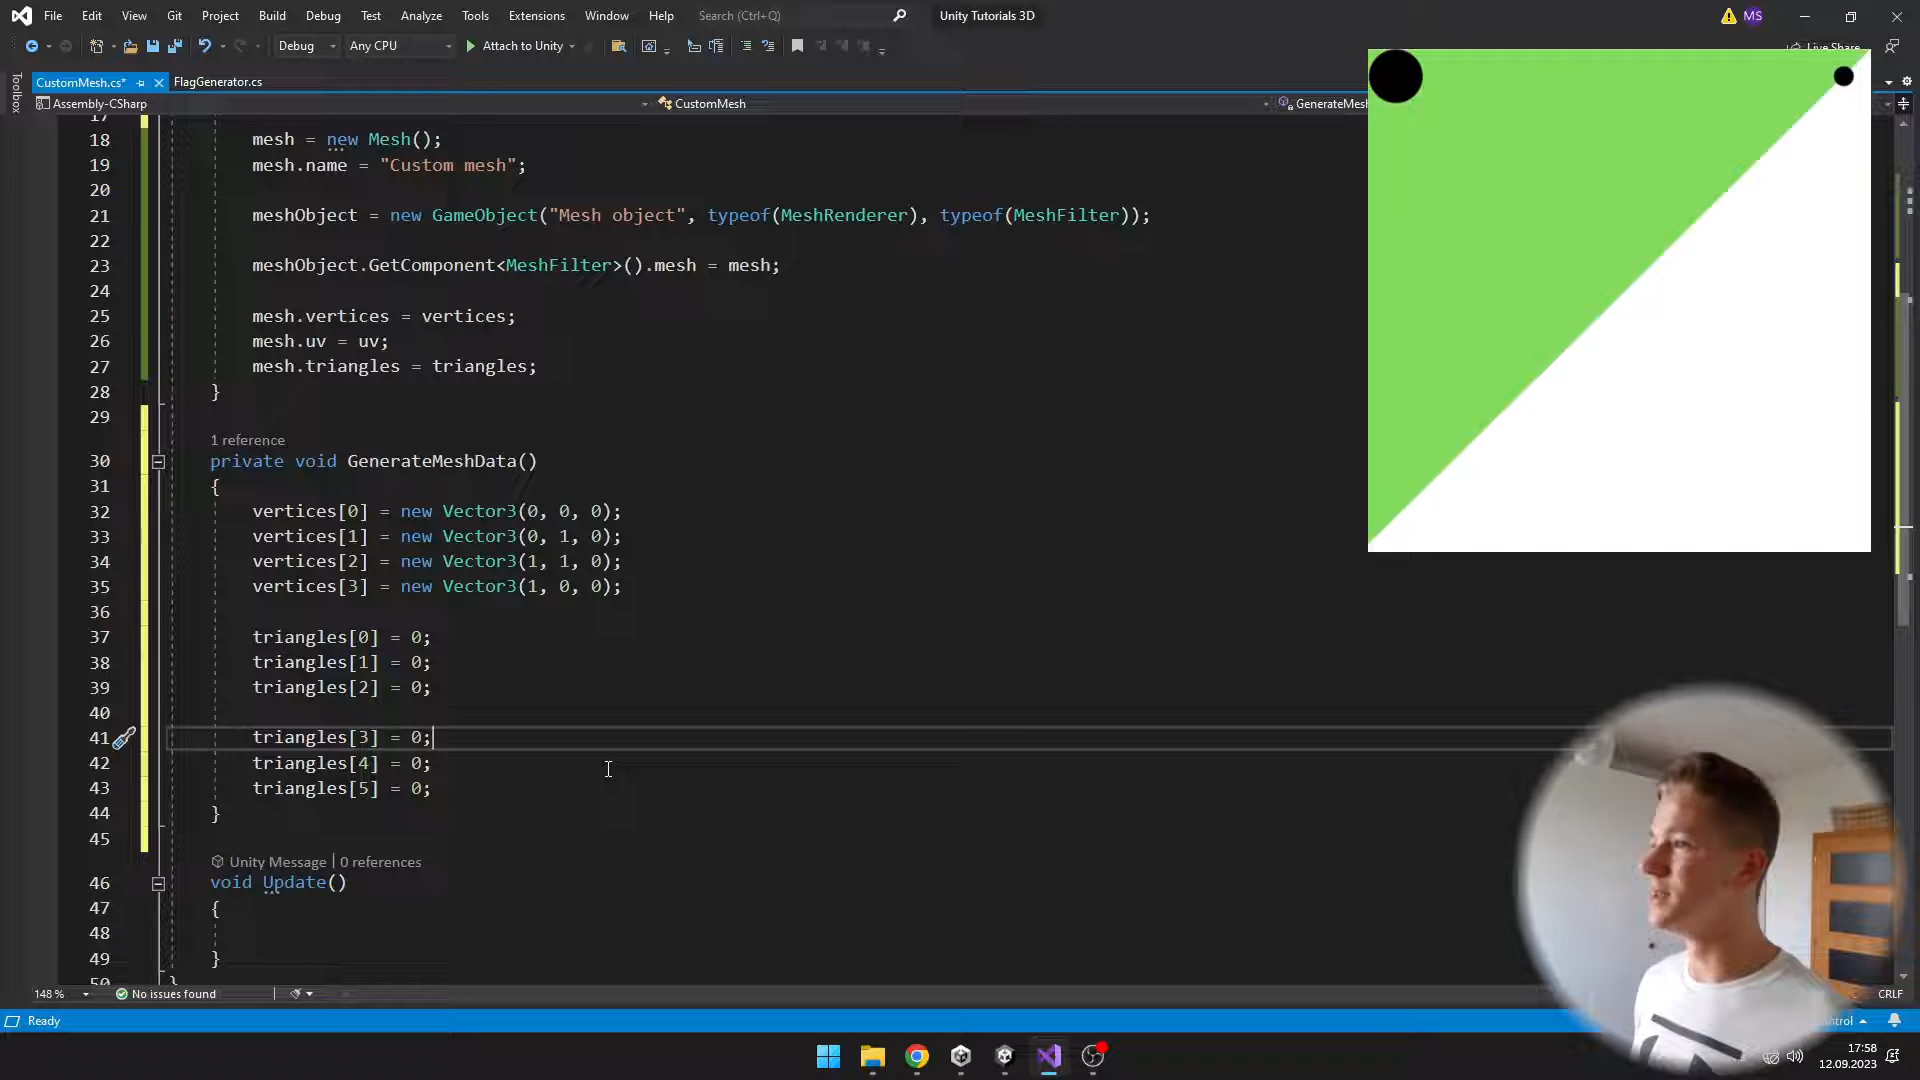 File Edit View Git Project Build Debug Test Analyze Tools Extensions Window Help Search (Ctrl+Q) Unity Tutorials 3D MS
Debug Any CPU Attach to Unity Live Share
Toolbox
CustomMesh.cs* FlagGenerator.cs
Assembly-CSharp CustomMesh GenerateMesh
17
18 mesh = new Mesh();
19 mesh.name = "Custom mesh";
20
21 meshObject = new GameObject("Mesh object", typeof(MeshRenderer), typeof(MeshFilter));
22
23 meshObject.GetComponent<MeshFilter>().mesh = mesh;
24
25 mesh.vertices = vertices;
26 mesh.uv = uv;
27 mesh.triangles = triangles;
28 }
29
1 reference
30 private void GenerateMeshData()
31 {
32 vertices[0] = new Vector3(0, 0, 0);
33 vertices[1] = new Vector3(0, 1, 0);
34 vertices[2] = new Vector3(1, 1, 0);
35 vertices[3] = new Vector3(1, 0, 0);
36
37 triangles[0] = 0;
38 triangles[1] = 0;
39 triangles[2] = 0;
40
41 triangles[3] = 0;
42 triangles[4] = 0;
43 triangles[5] = 0;
44 }
45
Unity Message | 0 references
46 void Update()
47 {
48
49 }
50 }
148 % No issues found CRLF
Ready
17:58
12.09.2023